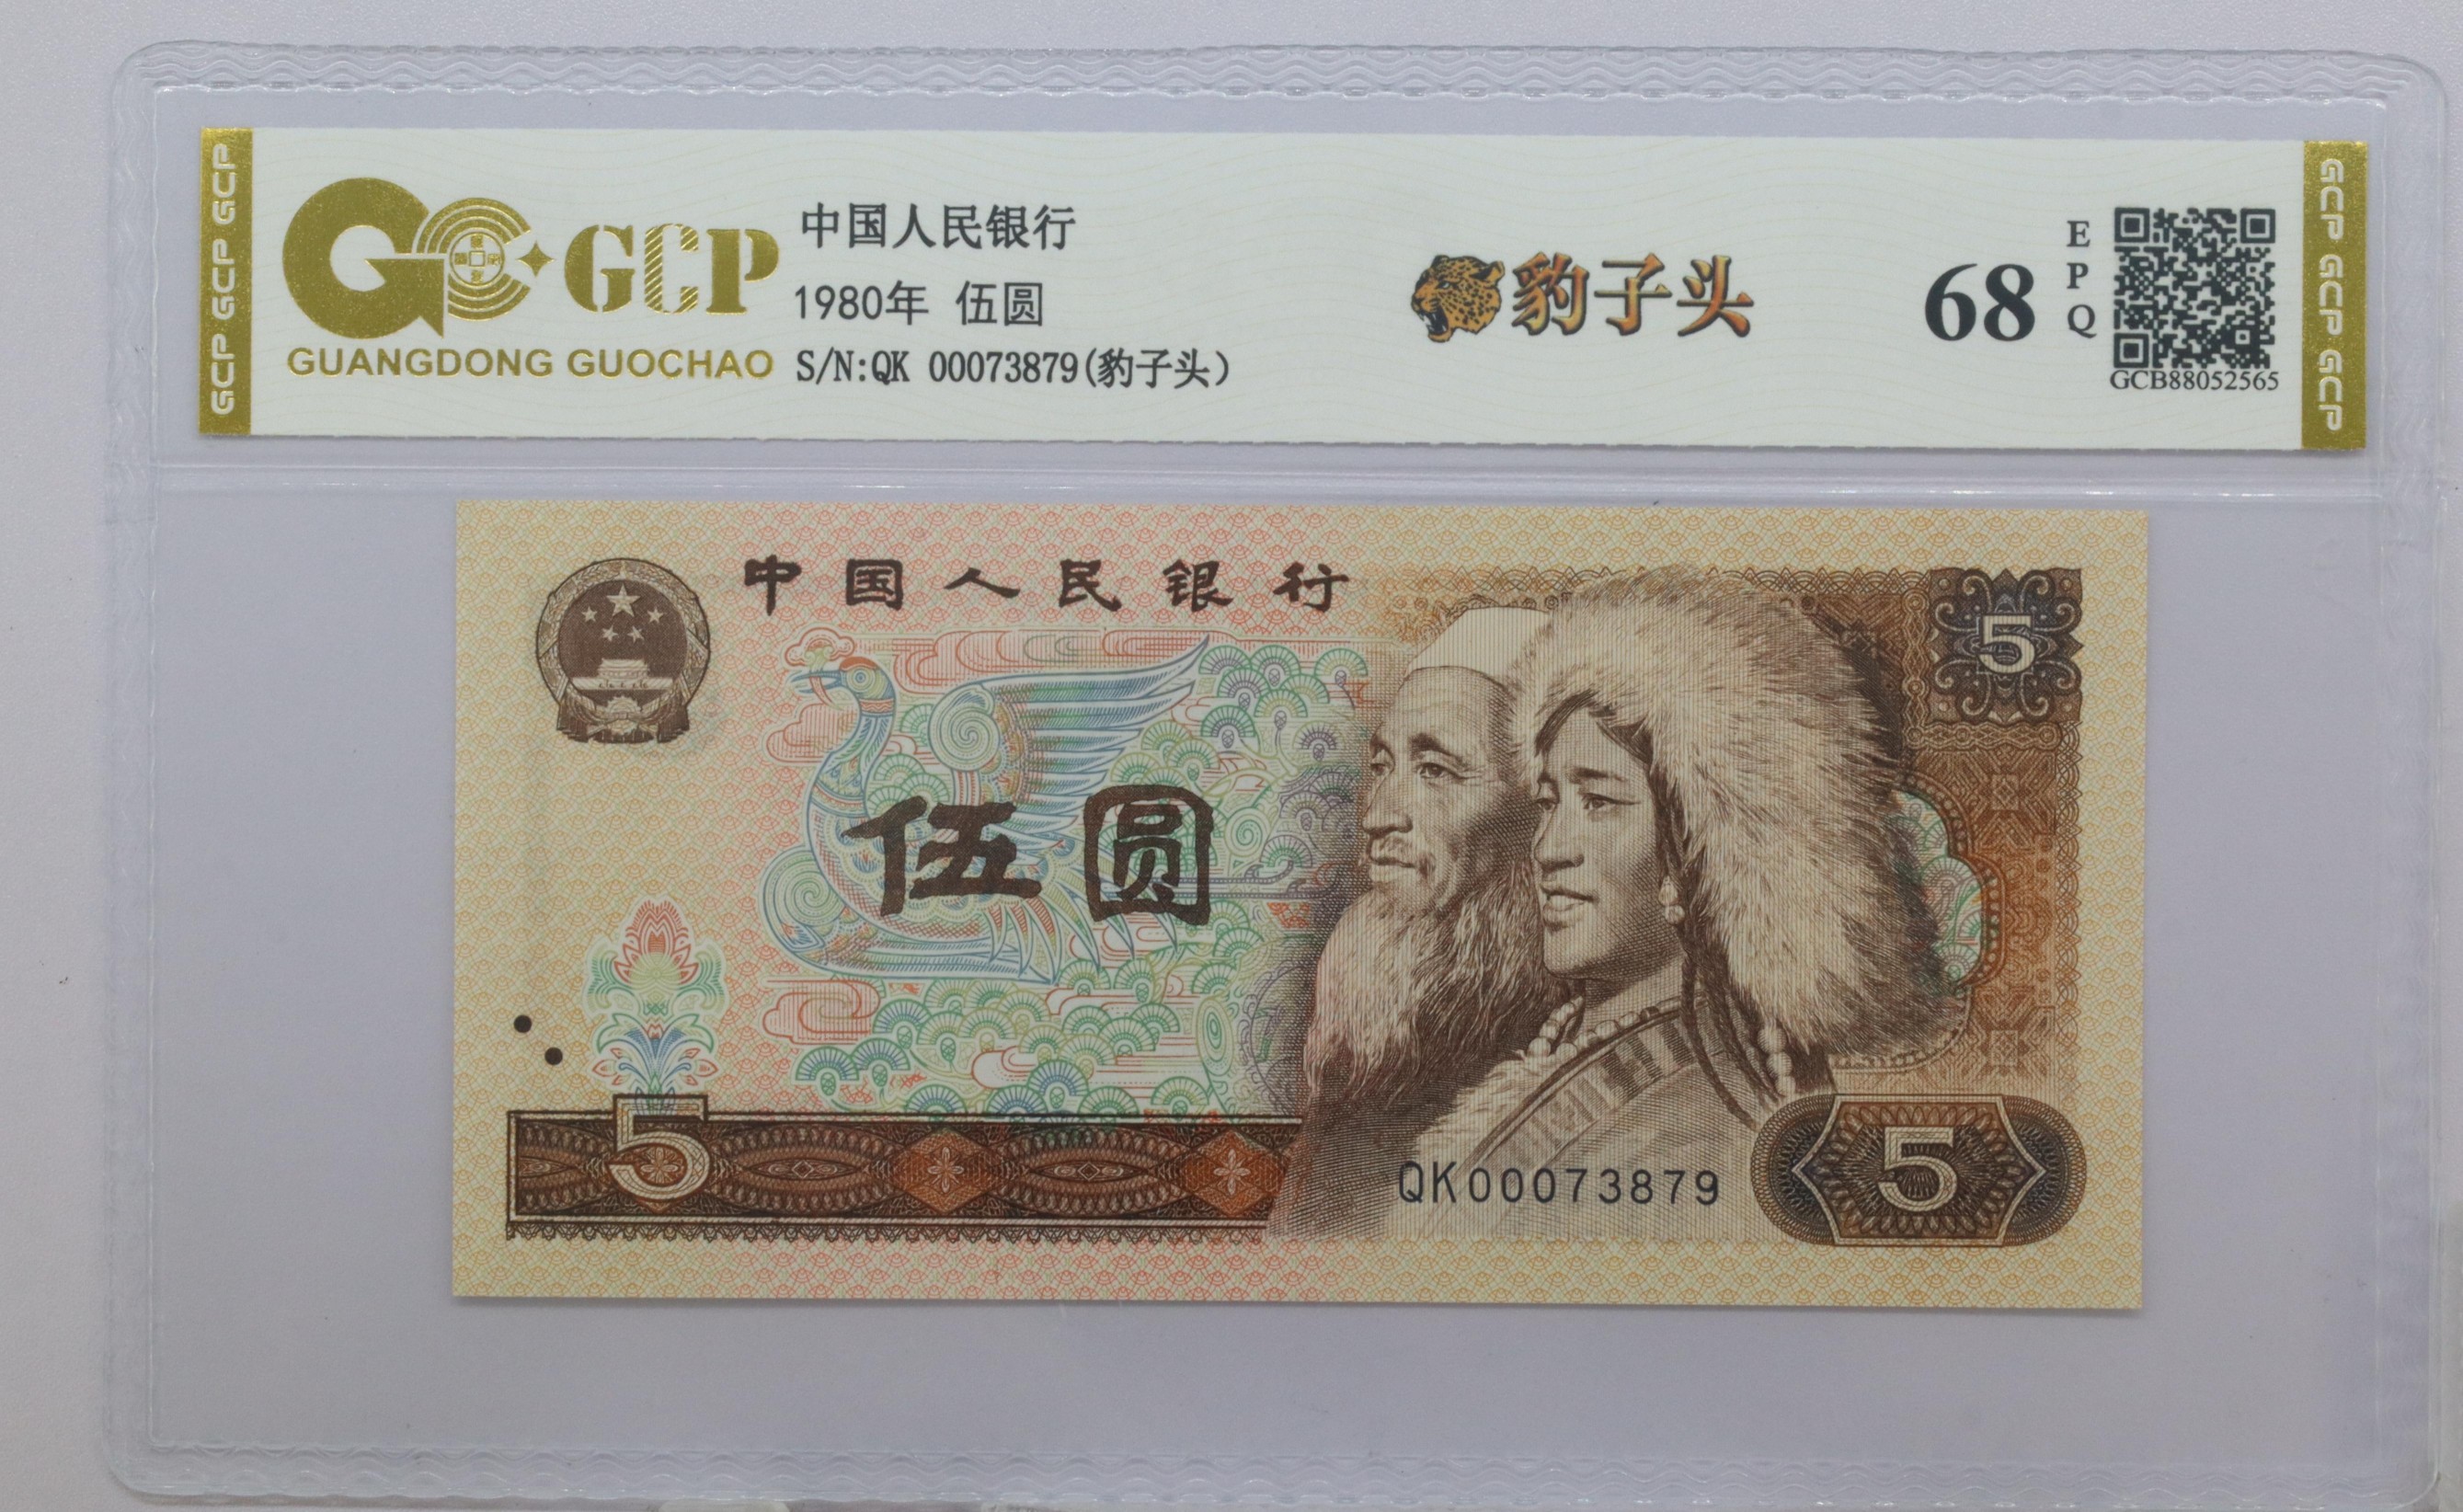 GCP GCP GCP
GCP
GUANGDONG GUOCHAO
中国人民银行
1980年 伍圆
S/N:QK 00073879(豹子头)
豹子头
68
EPQ
GCB88052565
GCP GCP GCP
中国人民银行
5
伍圆
5
QK00073879
5